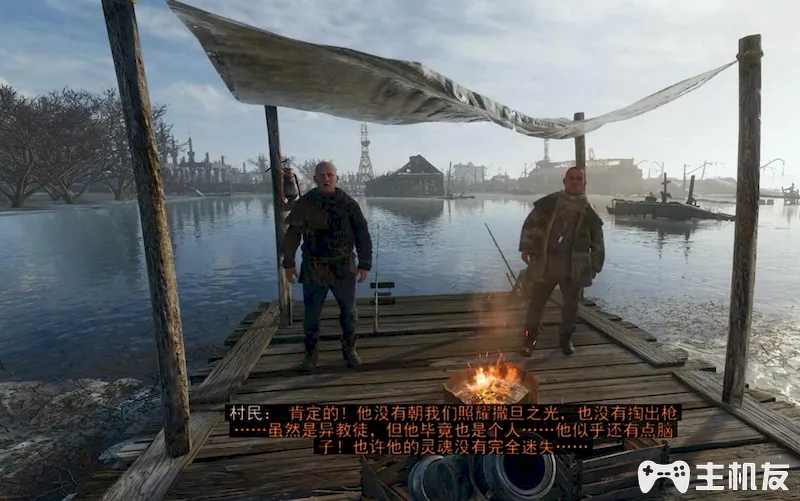 村民： 肯定的！他没有朝我们照耀撒旦之光，也没有掏出枪
……虽然是异教徒，但他毕竟也是个人……他似乎还有点脑
子！也许他的灵魂没有完全迷失……
主机友